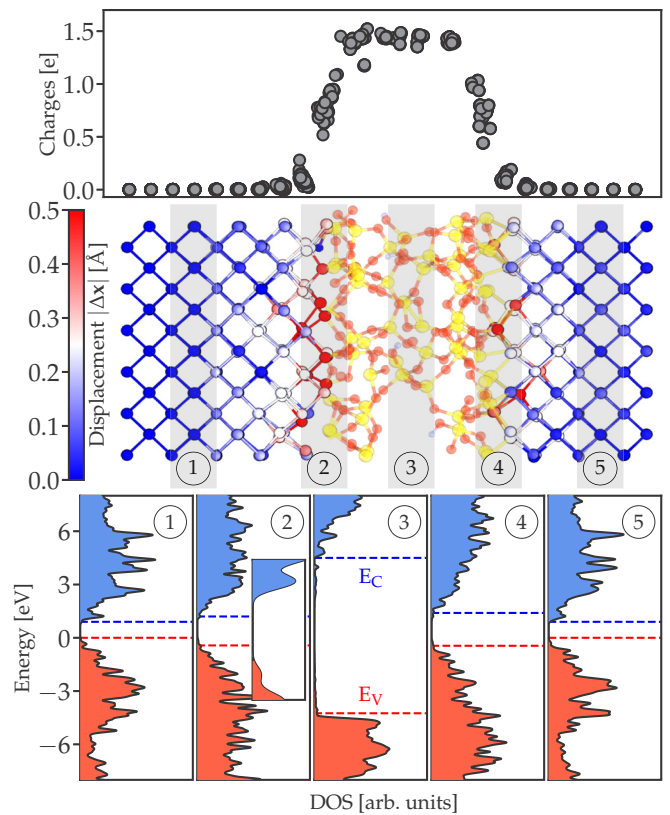 1.5
1.0
0.5
0.0
Charges [e]
0.5
0.4
0.3
0.2
0.1
0.0
Displacement |Δx| [Å]
1 2 3 4 5
6
3
0
−3
−6
Energy [eV]
1 2 3 4 5
E_C
E_V
DOS [arb. units]